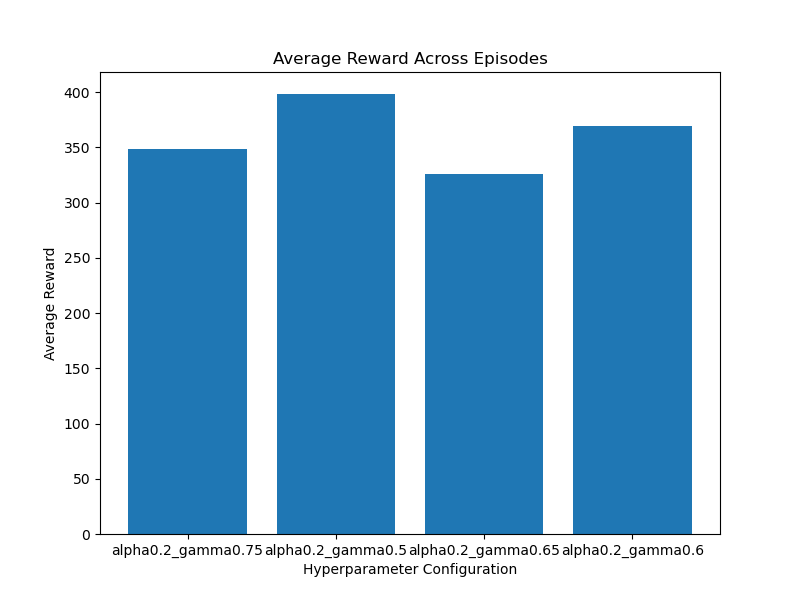 Average Reward Across Episodes
400
350
300
250
200
150
100
50
0
Average Reward
alpha0.2_gamma0.75 alpha0.2_gamma0.5 alpha0.2_gamma0.65 alpha0.2_gamma0.6
Hyperparameter Configuration